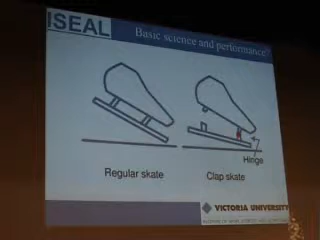 ISEAL
Basic science and performance?
Hinge
Regular skate
Clap skate
VICTORIA UNIVERSITY